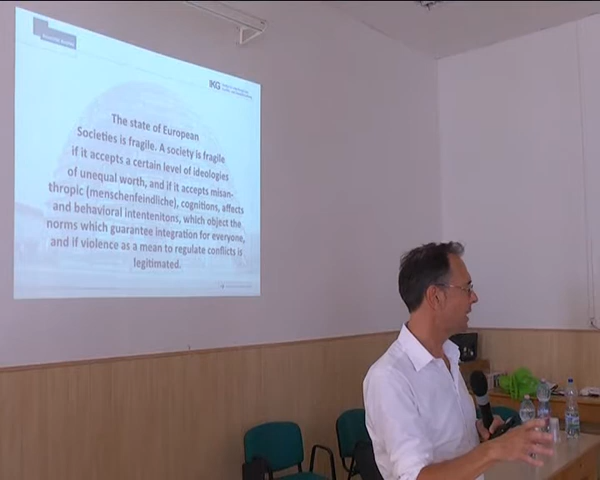 IKG
The state of European
Societies is fragile. A society is fragile
if it accepts a certain level of ideologies
of unequal worth, and if it accepts misan-
thropic (menschenfeindliche), cognitions, affects
and behavioral intentenitons, which object the
norms which guarantee integration for everyone,
and if violence as a mean to regulate conflicts is
legitimated.